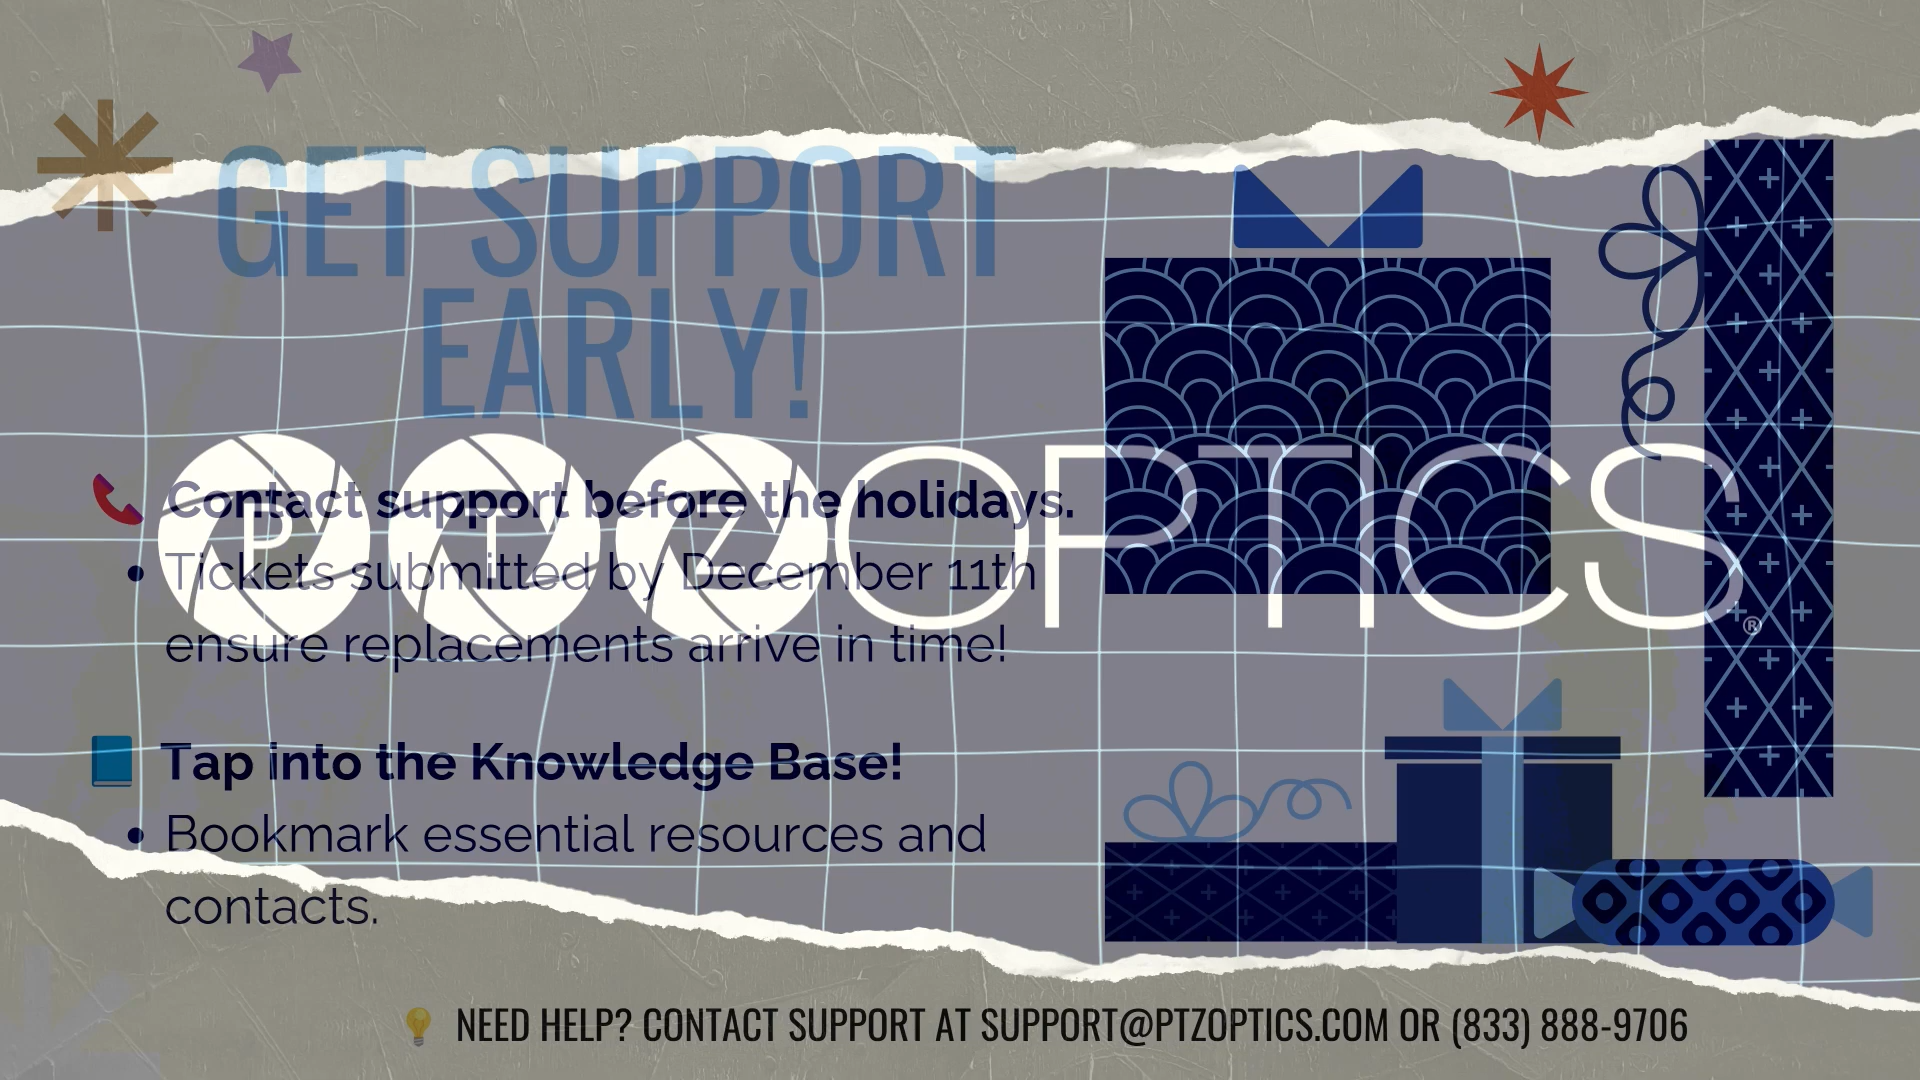 GET SUPPORT
EARLY!
PTZOPTICS®
📞 Contact support before the holidays.
• Tickets submitted by December 11th
ensure replacements arrive in time!
📘 Tap into the Knowledge Base!
• Bookmark essential resources and
contacts.
💡 NEED HELP? CONTACT SUPPORT AT SUPPORT@PTZOPTICS.COM OR (833) 888-9706